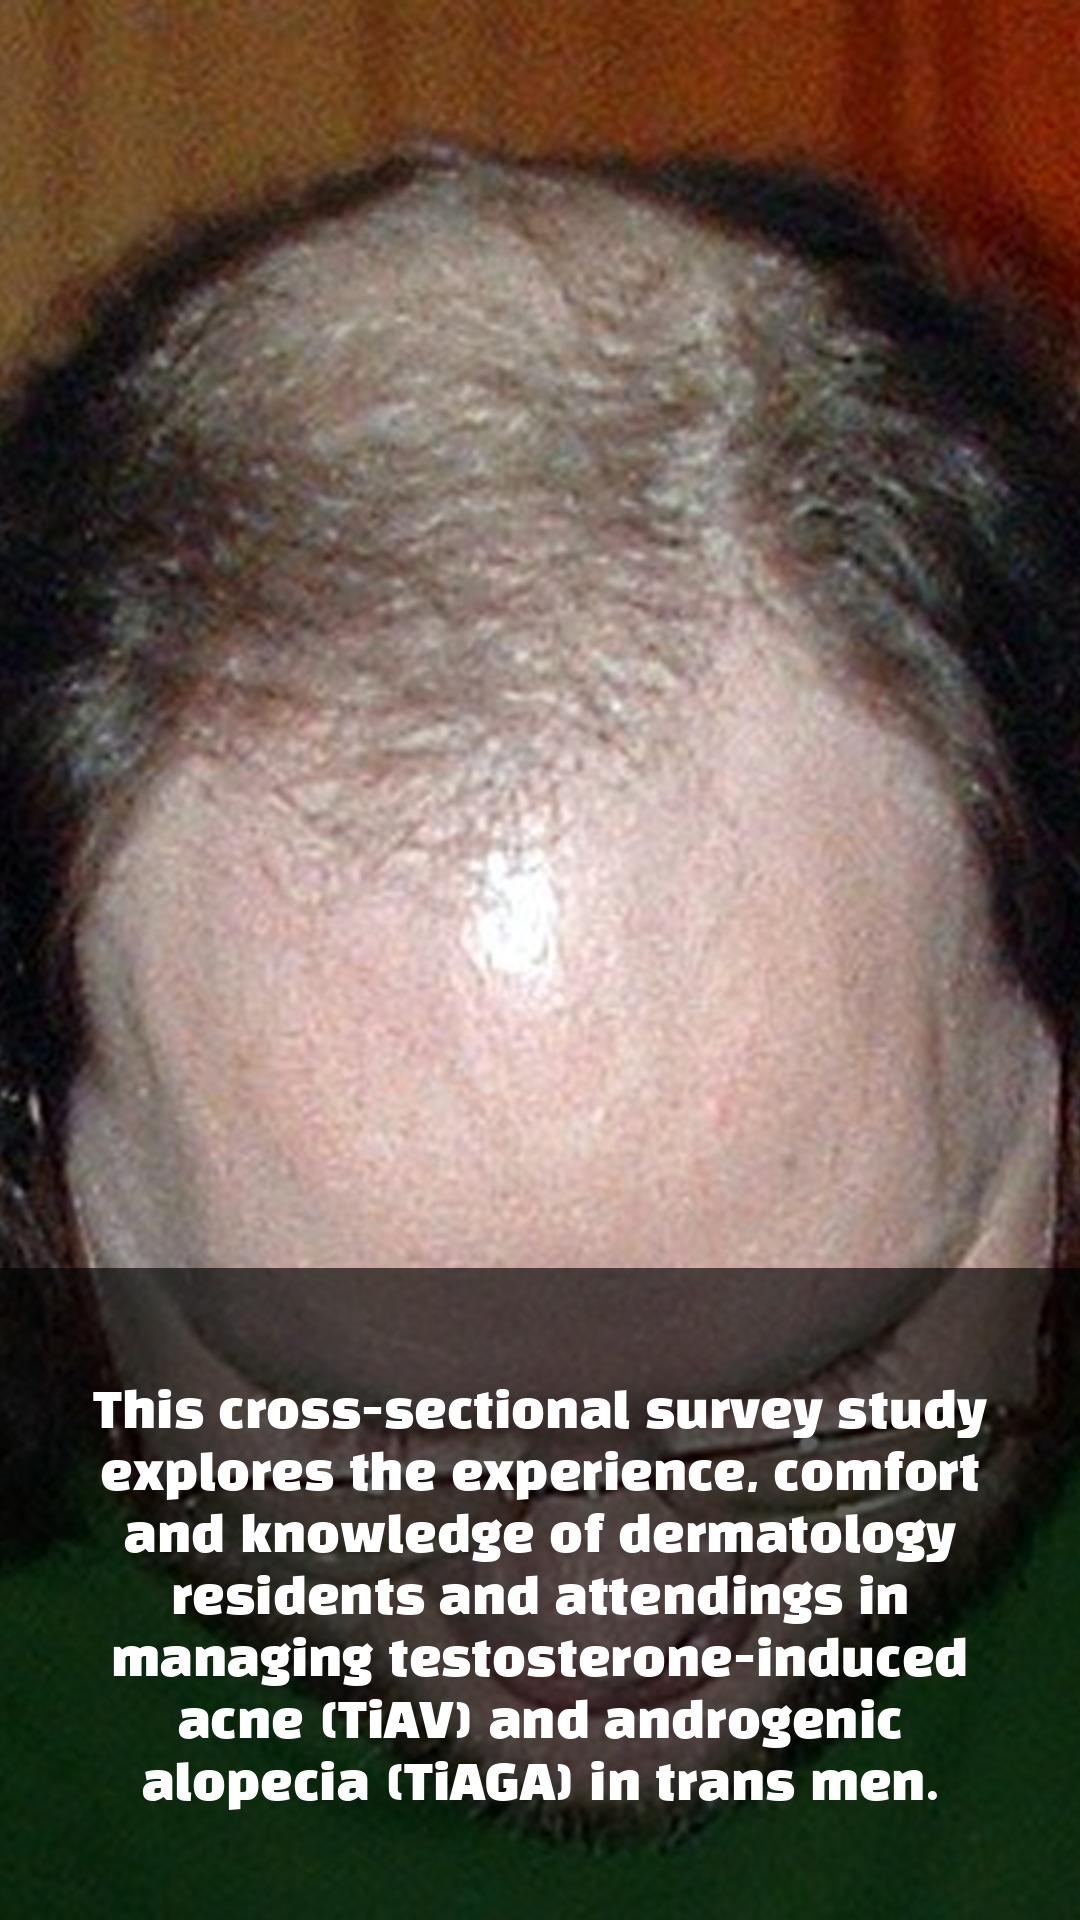 This cross-sectional survey study
explores the experience, comfort
and knowledge of dermatology
residents and attendings in
managing testosterone-induced
acne (TiAV) and androgenic
alopecia (TiAGA) in trans men.